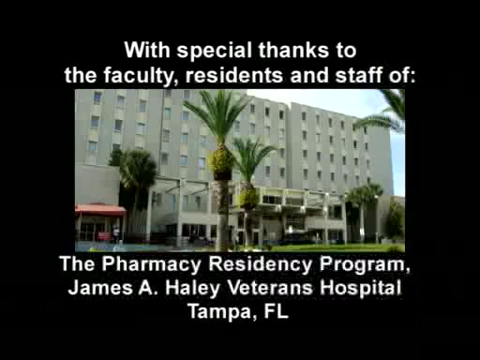 With special thanks to
the faculty, residents and staff of:
The Pharmacy Residency Program,
James A. Haley Veterans Hospital
Tampa, FL